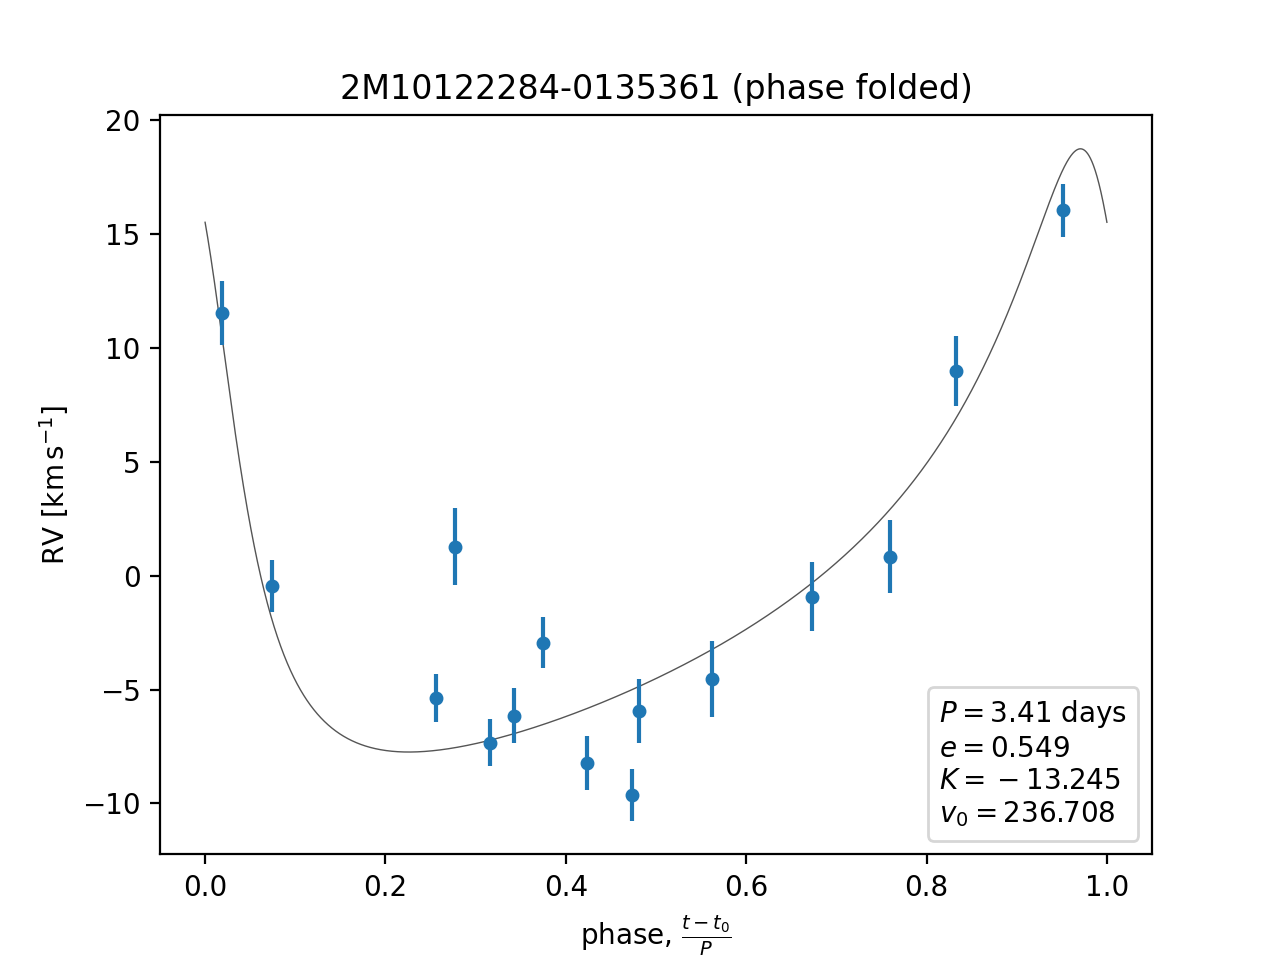 2M10122284-0135361 (phase folded)
20
15
10
5
0
−5
−10
RV [km s⁻¹]
P = 3.41 days
e = 0.549
K = −13.245
v₀ = 236.708
0.0 0.2 0.4 0.6 0.8 1.0
phase, (t − t₀)/P